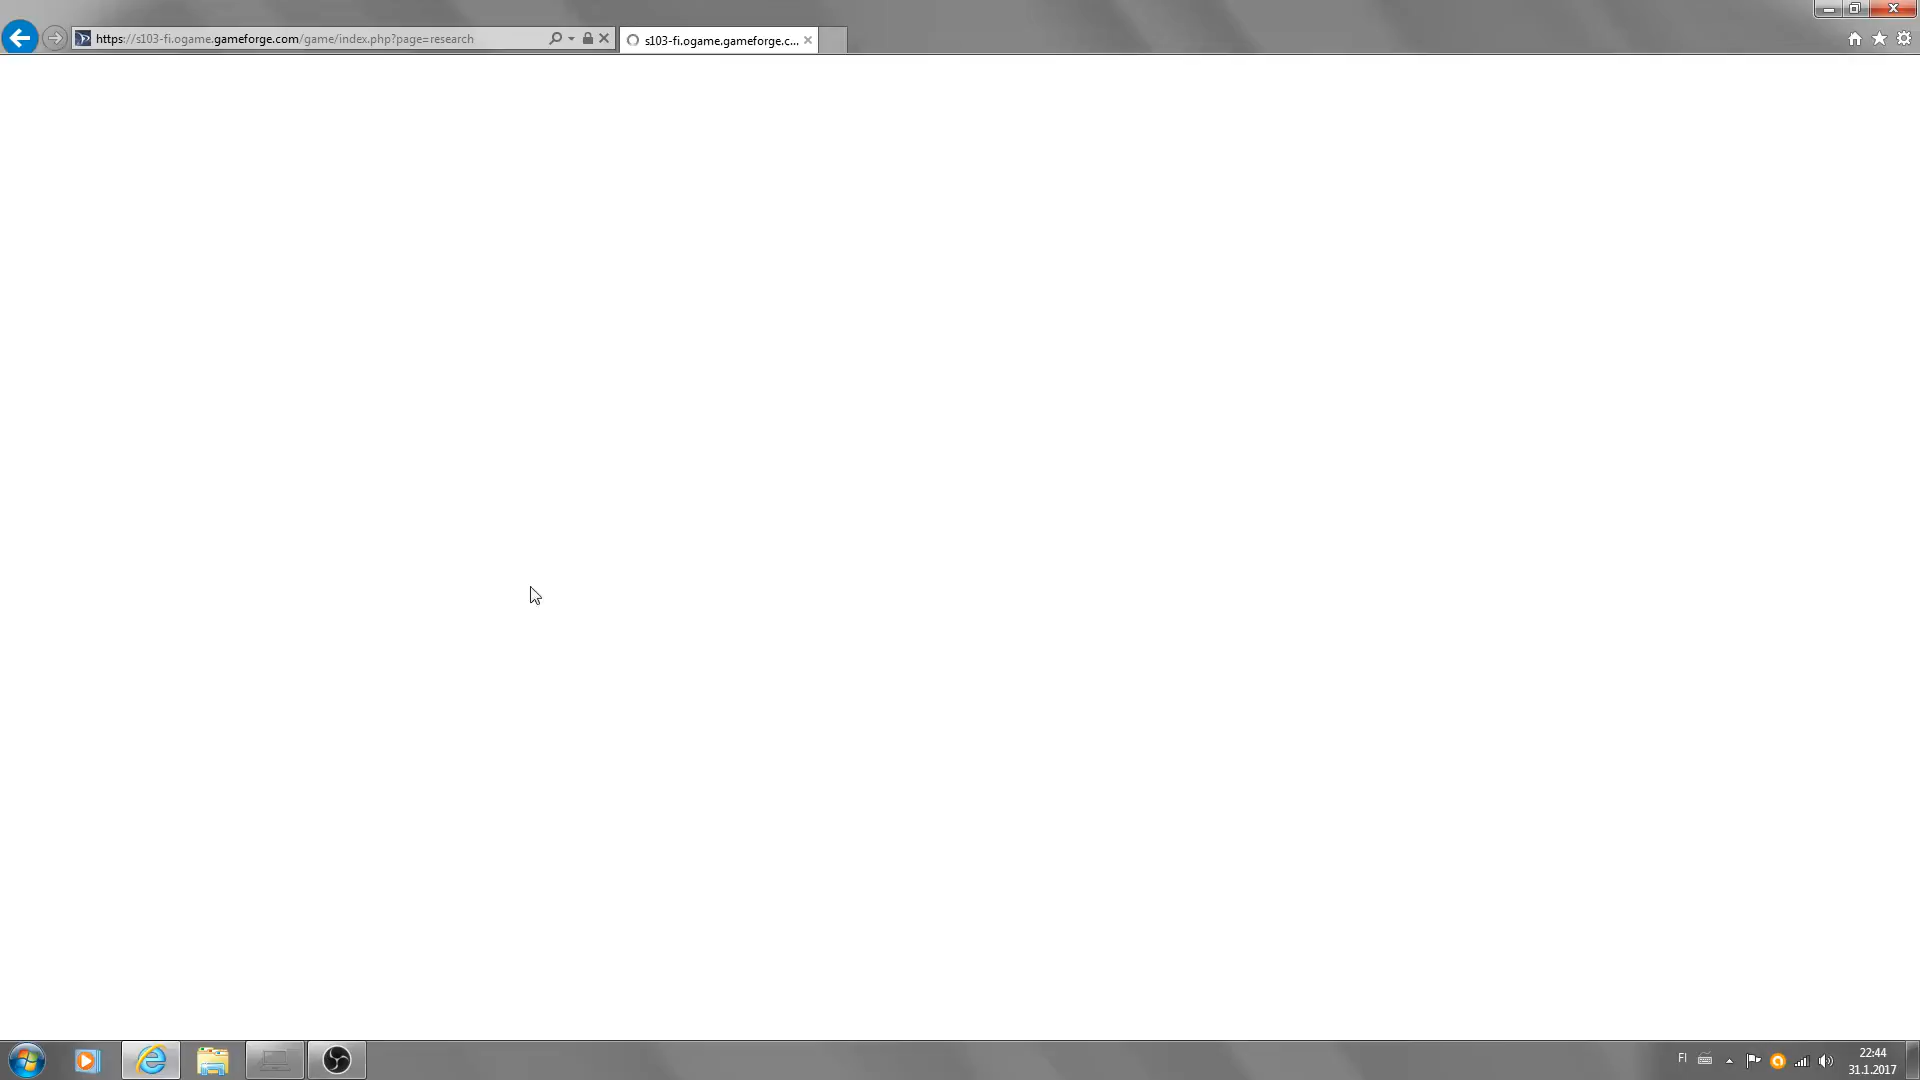 https://s103-fi.ogame.gameforge.com/game/index.php?page=research
s103-fi.ogame.gameforge.c...
FI
22:44
31.1.2017